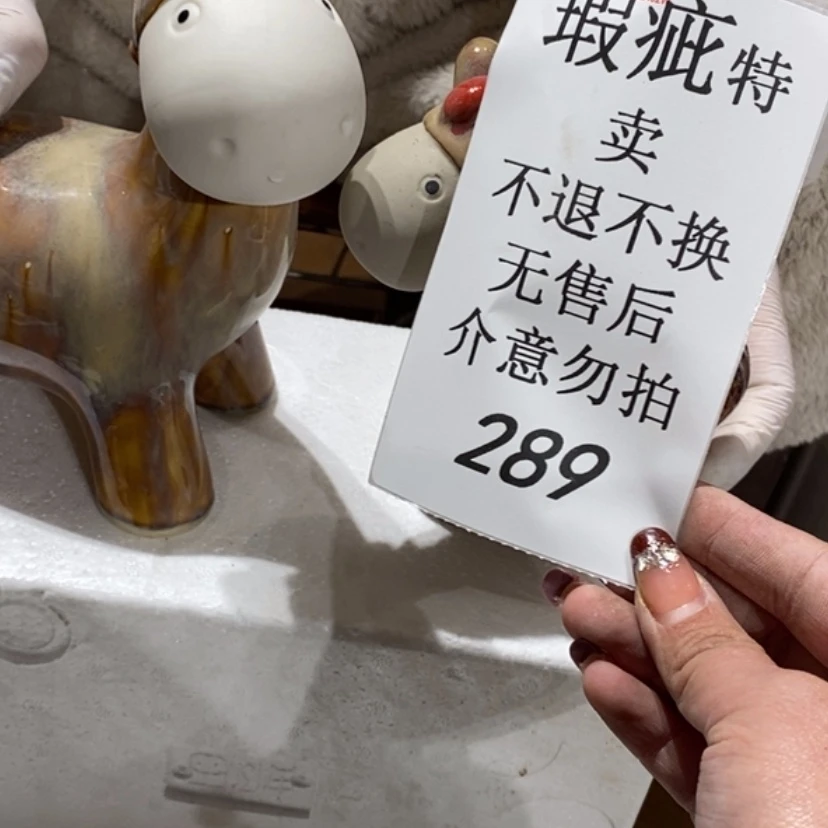 瑕疵特
卖
不退不换
无售后
介意勿拍
289